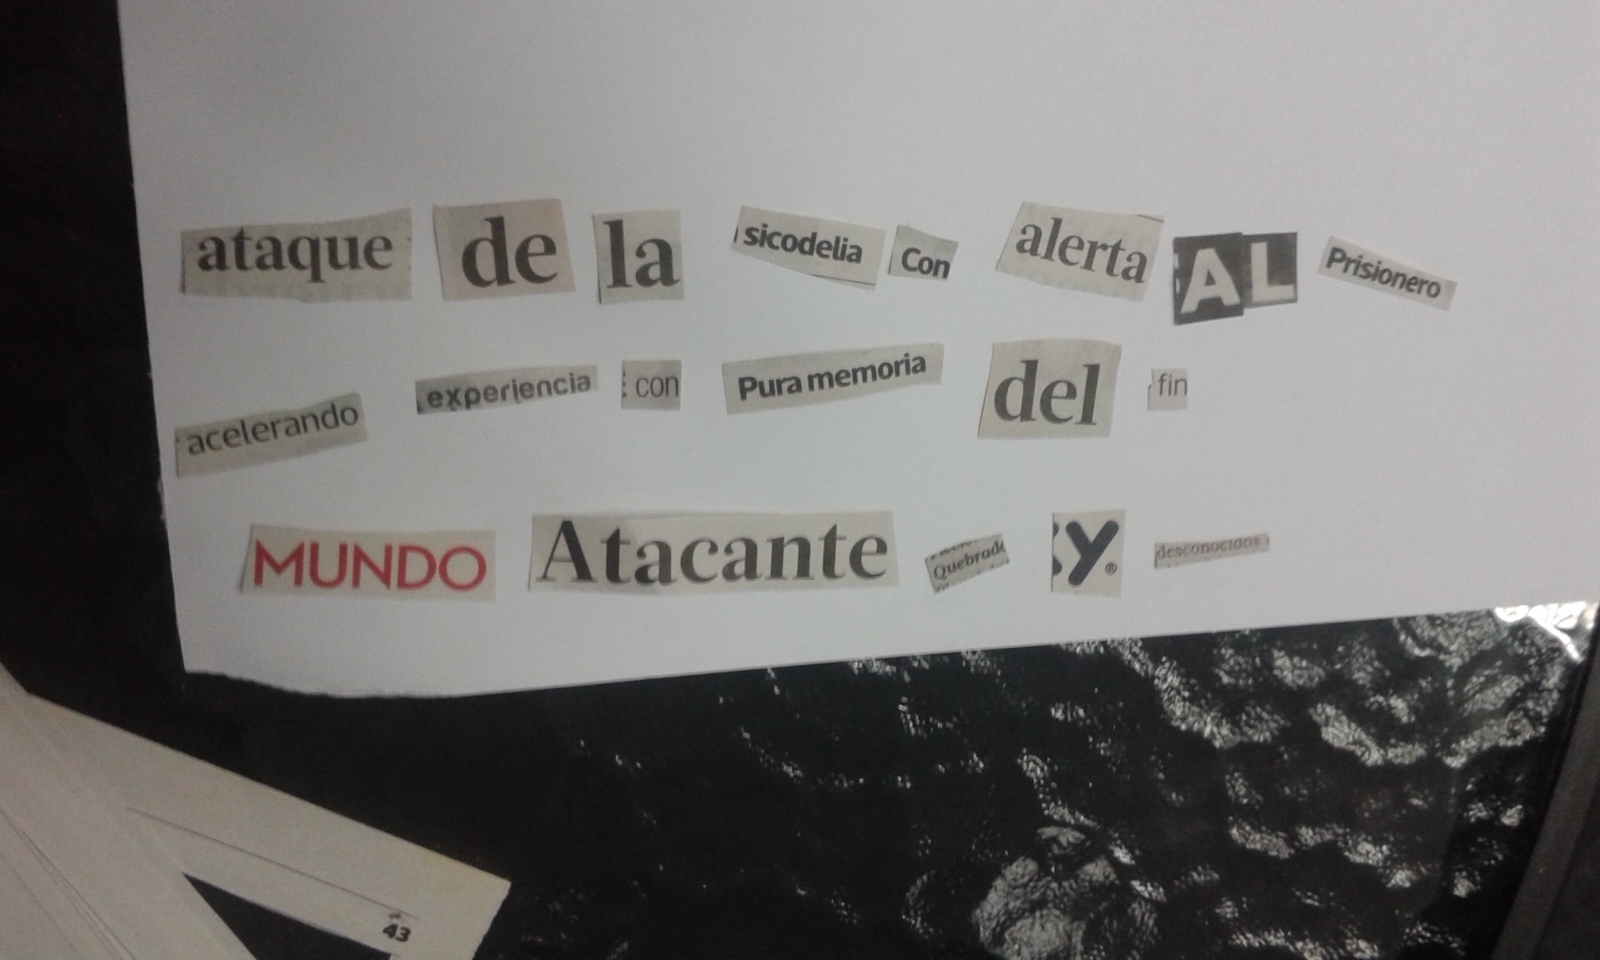 ataque de la sicodelia Con alerta AL Prisionero
acelerando experiencia : con Pura memoria del fin
MUNDO Atacante Quebrad Y® desconocidos
43